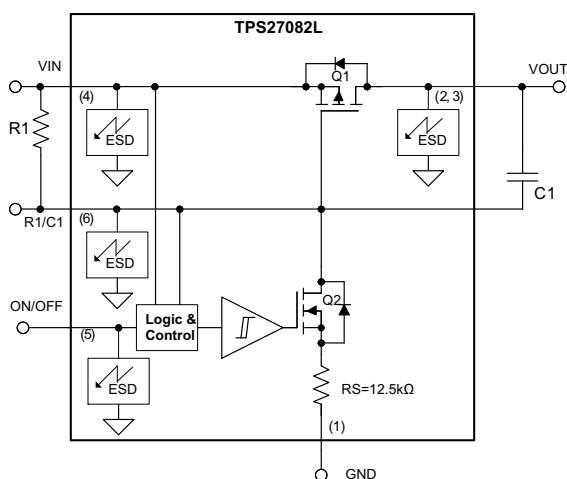 TPS27082L
VIN
(4)
Q1
(2, 3)
VOUT
R1
ESD
ESD
C1
R1/C1
(6)
ESD
ON/OFF
(5)
Logic &
Control
Q2
ESD
RS=12.5kΩ
(1)
GND